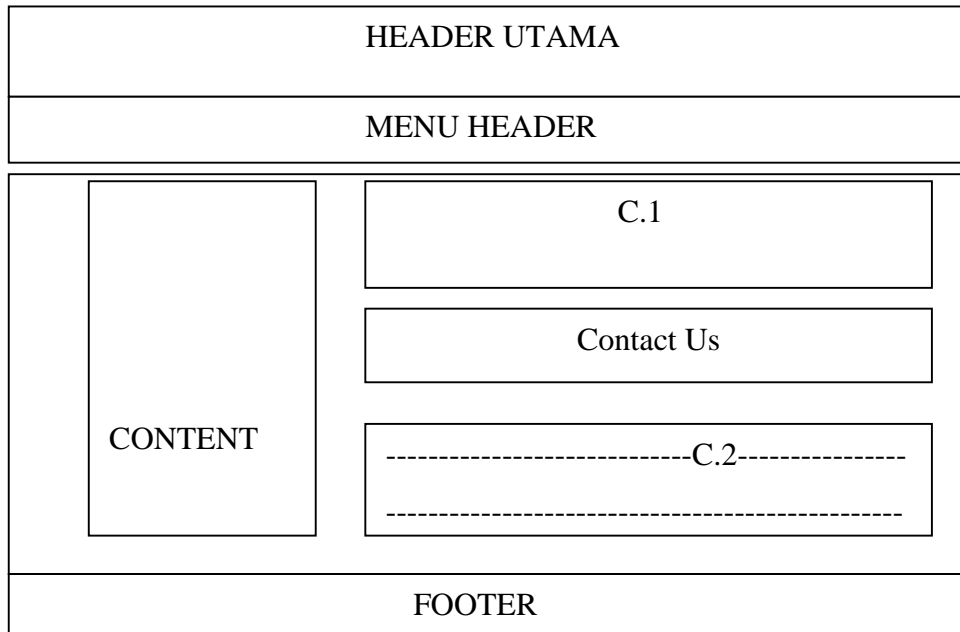 HEADER UTAMA
MENU HEADER
CONTENT
C.1
Contact Us
-----------------------------C.2----------------
-------------------------------------------------
FOOTER